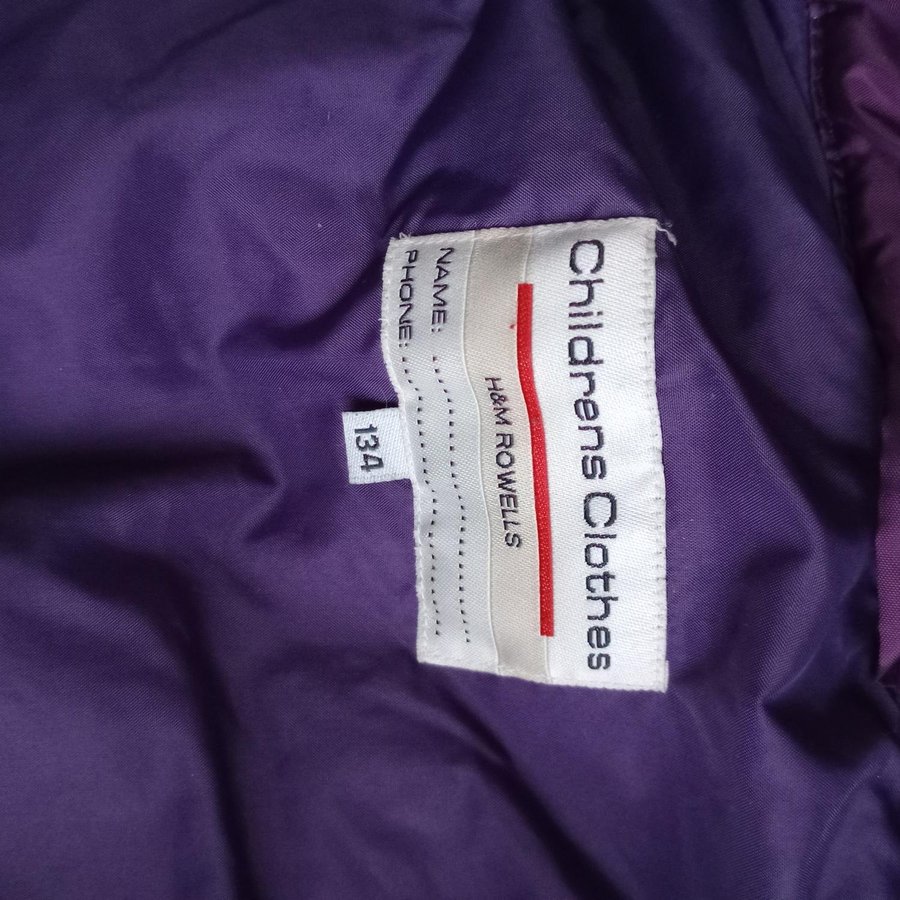 Childrens Clothes
H&M ROWELLS
NAME: ........................
PHONE: ........................
134